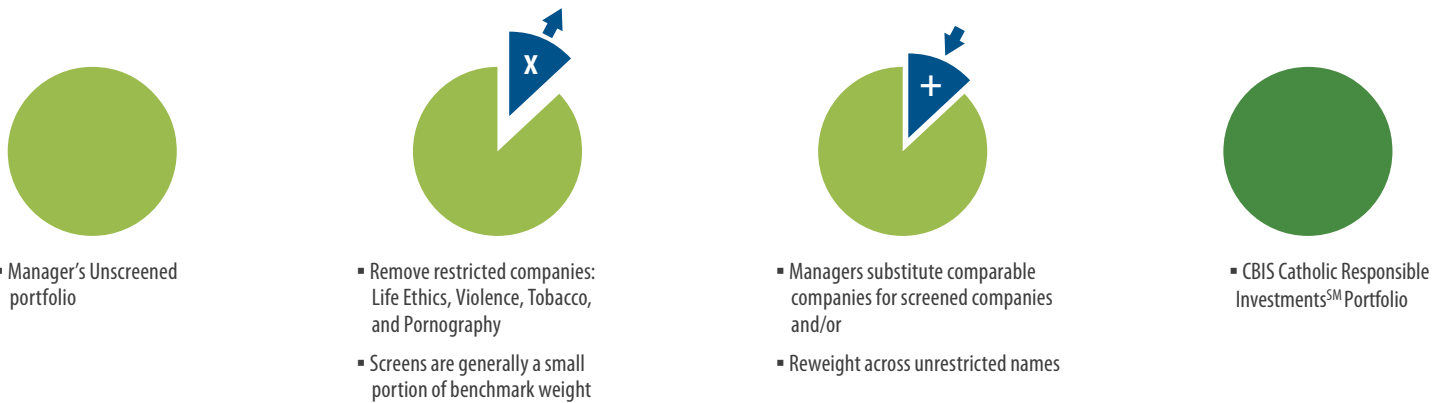 X
+
▪ Manager's Unscreened
portfolio
▪ Remove restricted companies:
Life Ethics, Violence, Tobacco,
and Pornography
▪ Screens are generally a small
portion of benchmark weight
▪ Managers substitute comparable
companies for screened companies
and/or
▪ Reweight across unrestricted names
▪ CBIS Catholic Responsible
Investments℠ Portfolio